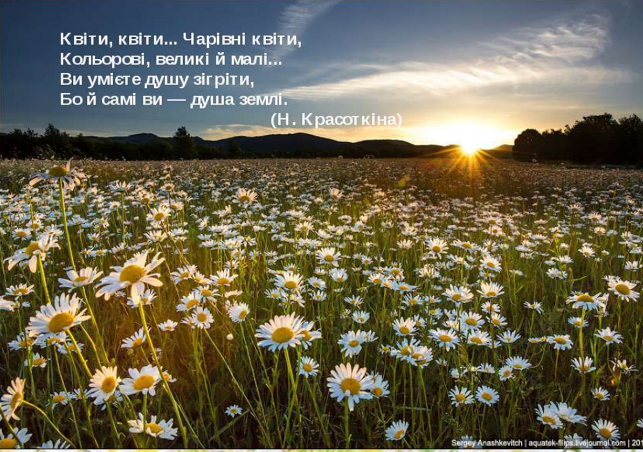 Квіти, квіти... Чарівні квіти,
Кольорові, великі й малі...
Ви умієте душу зігріти,
Бо й самі ви — душа землі.
(Н. Красоткіна)
Sergey Anashkevitch | aquatek-filips.livejournal.com | 201